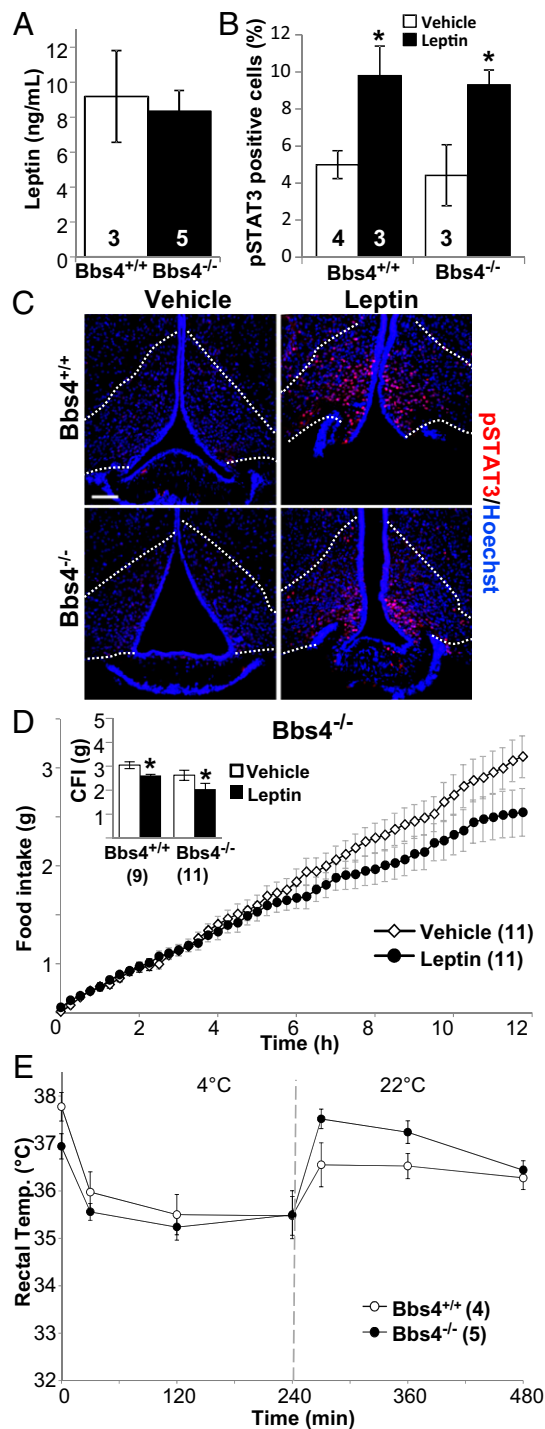 A
Leptin (ng/mL)
12
10
8
6
4
2
0
3
5
Bbs4+/+
Bbs4-/-
B
Vehicle
Leptin
pSTAT3 positive cells (%)
12
10
8
6
4
2
0
*
*
4
3
3
Bbs4+/+
Bbs4-/-
C
Vehicle
Leptin
Bbs4+/+
Bbs4-/-
pSTAT3/Hoechst
D
Bbs4-/-
CFI (g)
5
4
3
2
1
*
*
Vehicle
Leptin
Bbs4+/+
Bbs4-/-
(9)
(11)
Food intake (g)
3
2
1
Vehicle (11)
Leptin (11)
0
2
4
6
8
10
12
Time (h)
E
4°C
22°C
Rectal Temp. (°C)
38
37
36
35
34
33
32
Bbs4+/+ (4)
Bbs4-/- (5)
0
120
240
360
480
Time (min)